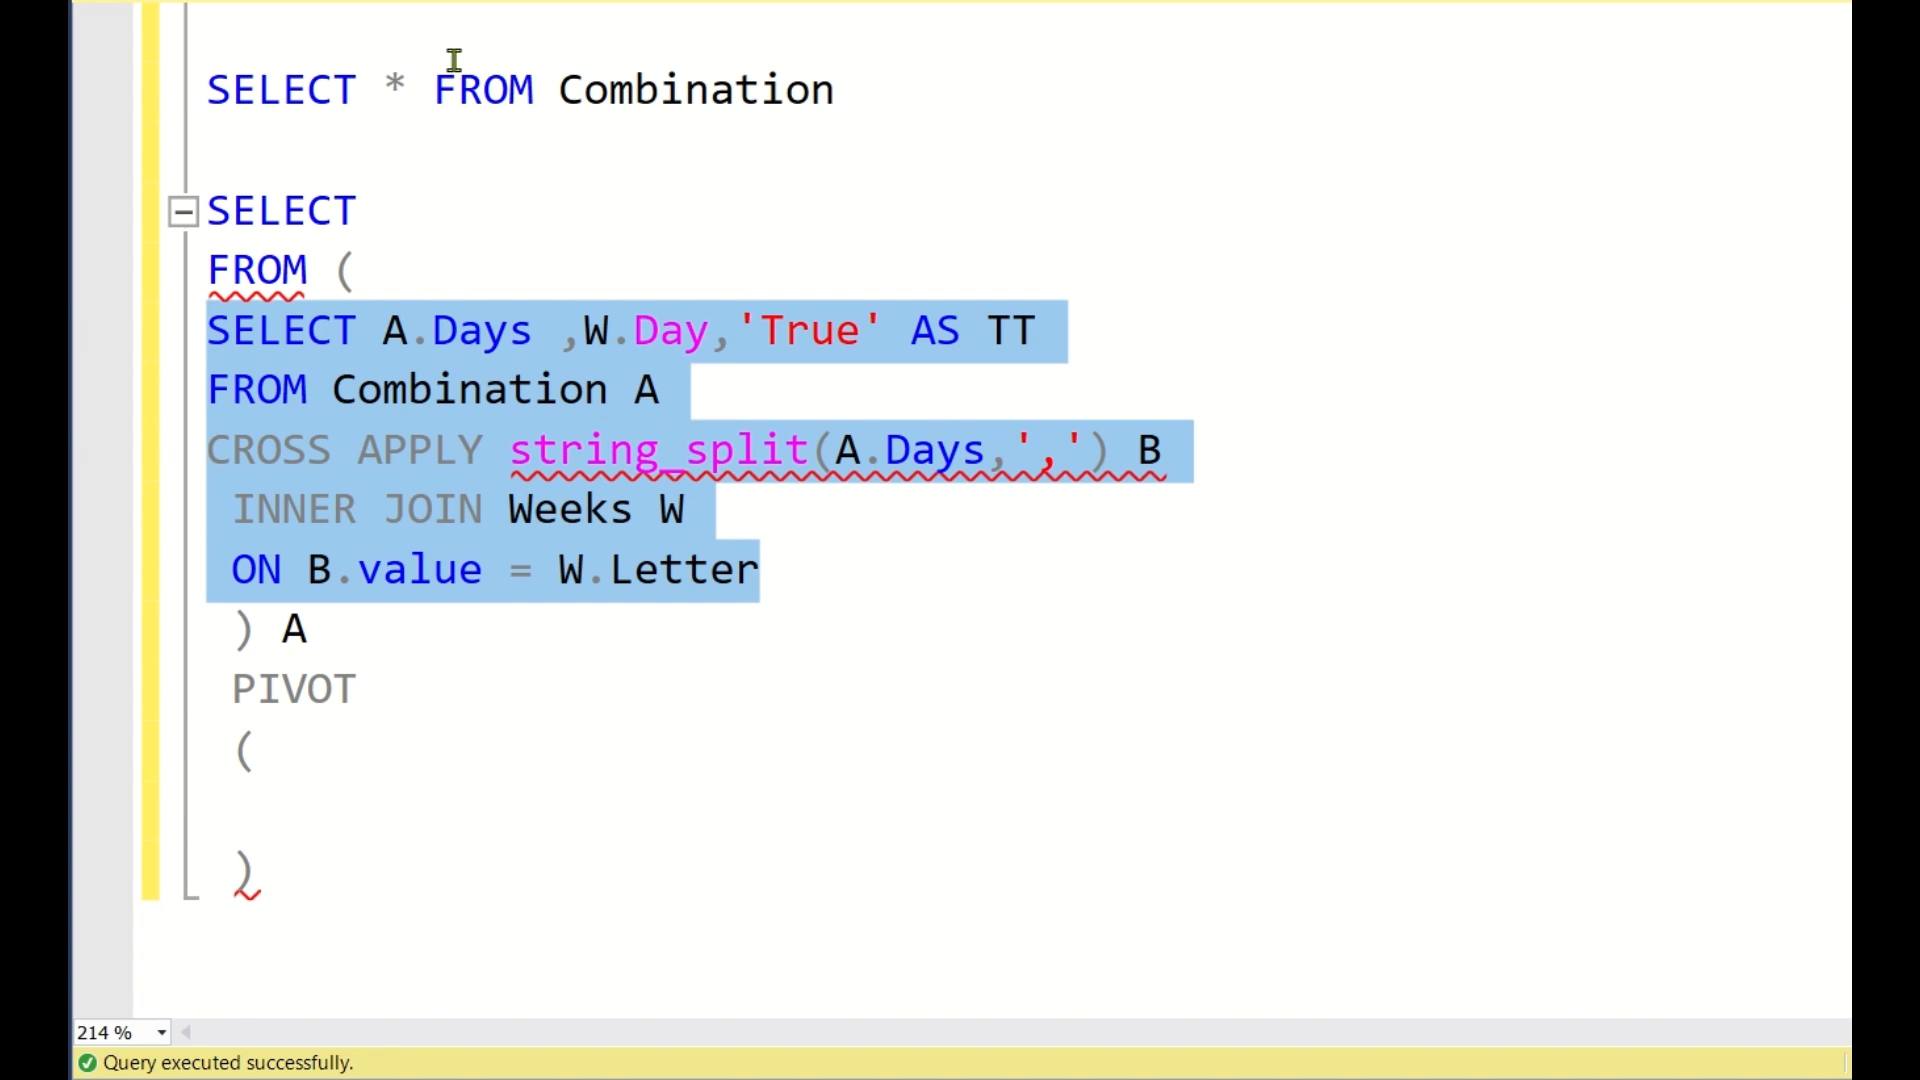 SELECT * FROM Combination
SELECT
FROM (
SELECT A.Days ,W.Day,'True' AS TT
FROM Combination A
CROSS APPLY string_split(A.Days,',') B
INNER JOIN Weeks W
ON B.value = W.Letter
) A
PIVOT
(
)
214 %
Query executed successfully.